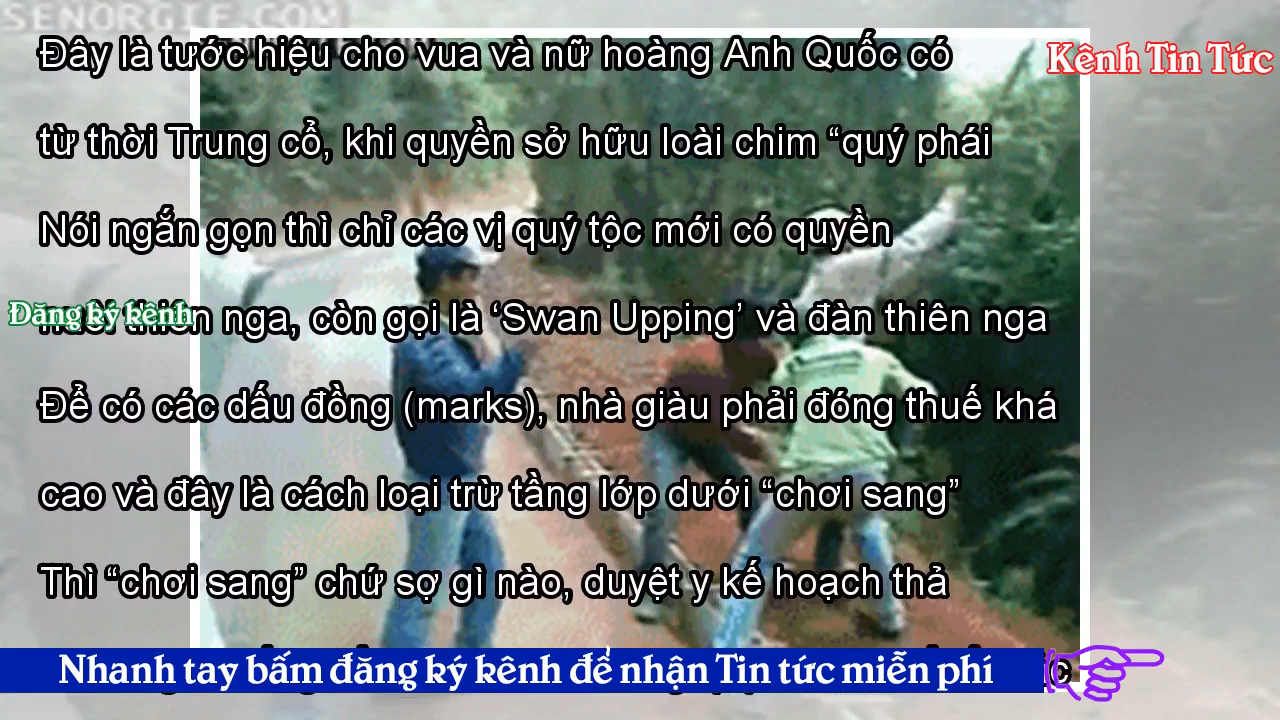 SENORGIE.COM
Đây là tước hiệu cho vua và nữ hoàng Anh Quốc có
Kênh Tin Tức
từ thời Trung cổ, khi quyền sở hữu loài chim “quý phái
Nói ngắn gọn thì chỉ các vị quý tộc mới có quyền
Đăng ký kênh
nga, còn gọi là ‘Swan Upping’ và đàn thiên nga
Để có các dấu đồng (marks), nhà giàu phải đóng thuế khá
cao và đây là cách loại trừ tầng lớp dưới “chơi sang”
Thì “chơi sang” chứ sợ gì nào, duyệt y kế hoạch thả
Nhanh tay bấm đăng ký kênh để nhận Tin tức miễn phí